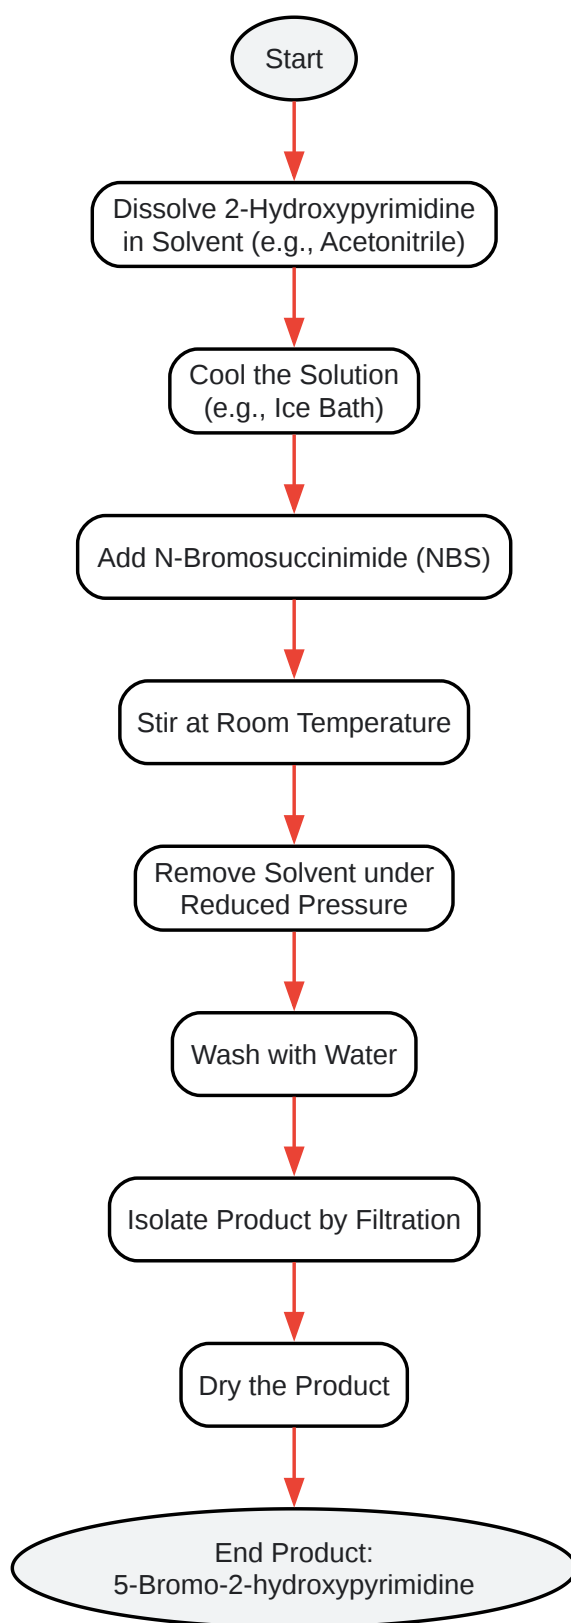 Start
Dissolve 2-Hydroxypyrimidine
in Solvent (e.g., Acetonitrile)
Cool the Solution
(e.g., Ice Bath)
Add N-Bromosuccinimide (NBS)
Stir at Room Temperature
Remove Solvent under
Reduced Pressure
Wash with Water
Isolate Product by Filtration
Dry the Product
End Product:
5-Bromo-2-hydroxypyrimidine